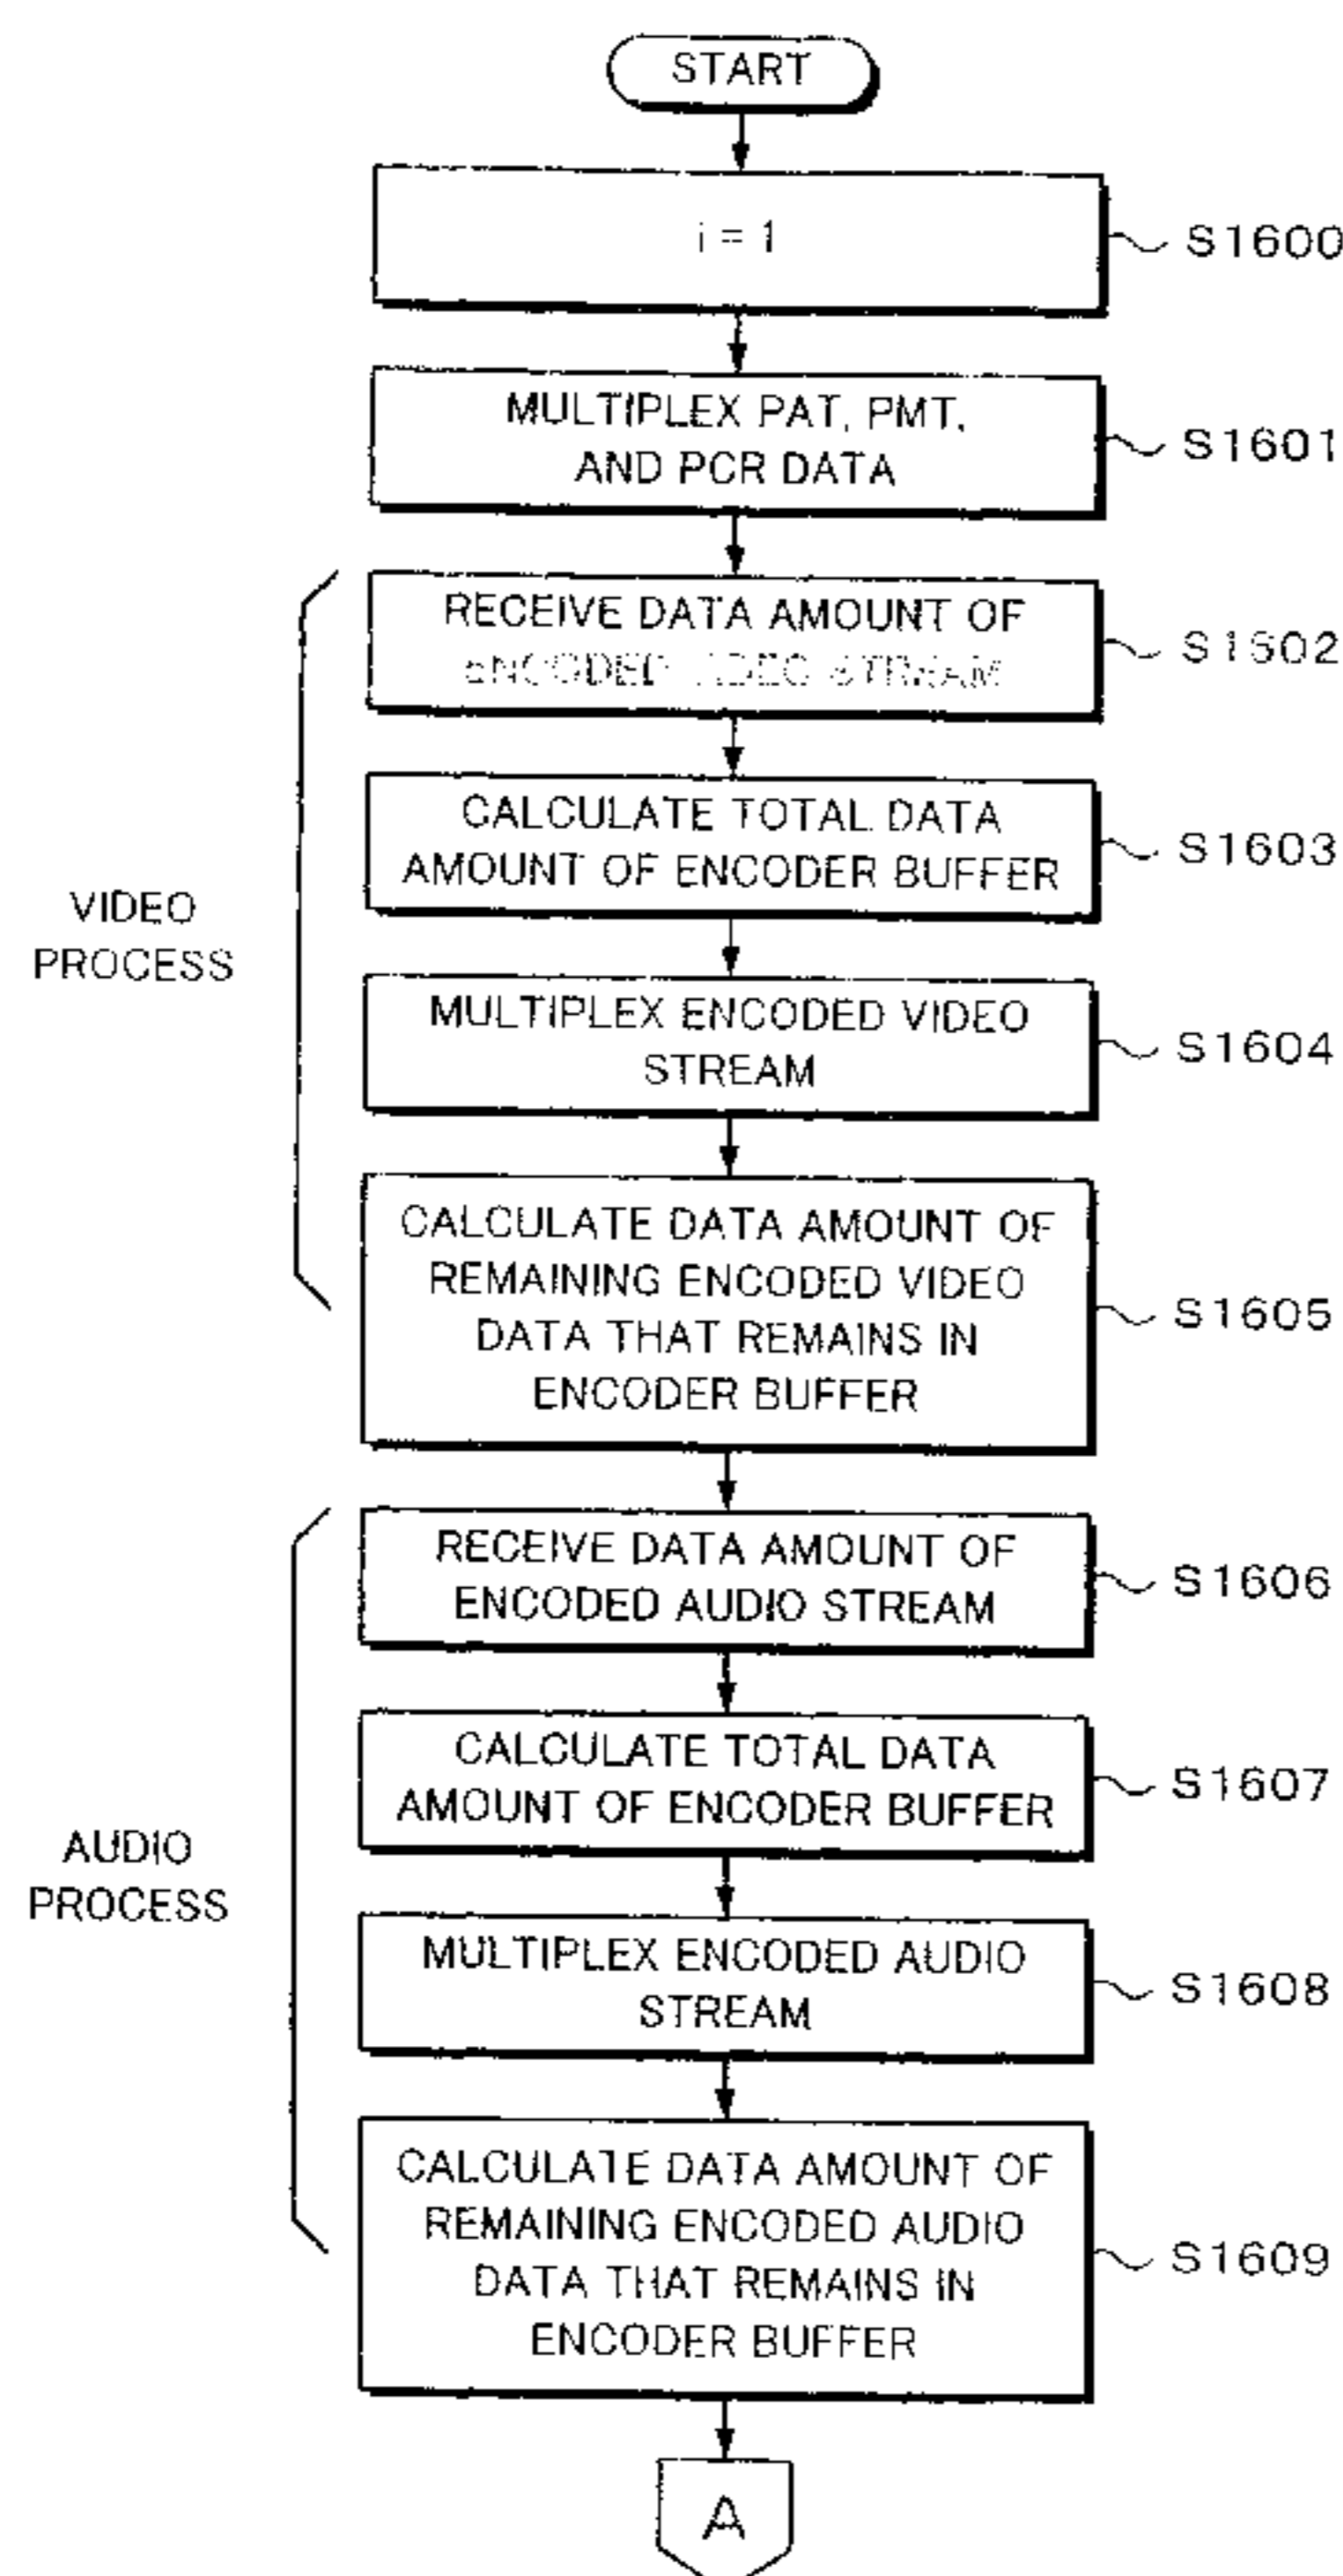 START
i = 1
S1600
MULTIPLEX PAT, PMT,
AND PCR DATA
S1601
VIDEO
PROCESS
RECEIVE DATA AMOUNT OF
ENCODED VIDEO STREAM
S1602
CALCULATE TOTAL DATA
AMOUNT OF ENCODER BUFFER
S1603
MULTIPLEX ENCODED VIDEO
STREAM
S1604
CALCULATE DATA AMOUNT OF
REMAINING ENCODED VIDEO
DATA THAT REMAINS IN
ENCODER BUFFER
S1605
AUDIO
PROCESS
RECEIVE DATA AMOUNT OF
ENCODED AUDIO STREAM
S1606
CALCULATE TOTAL DATA
AMOUNT OF ENCODER BUFFER
S1607
MULTIPLEX ENCODED AUDIO
STREAM
S1608
CALCULATE DATA AMOUNT OF
REMAINING ENCODED AUDIO
DATA THAT REMAINS IN
ENCODER BUFFER
S1609
A